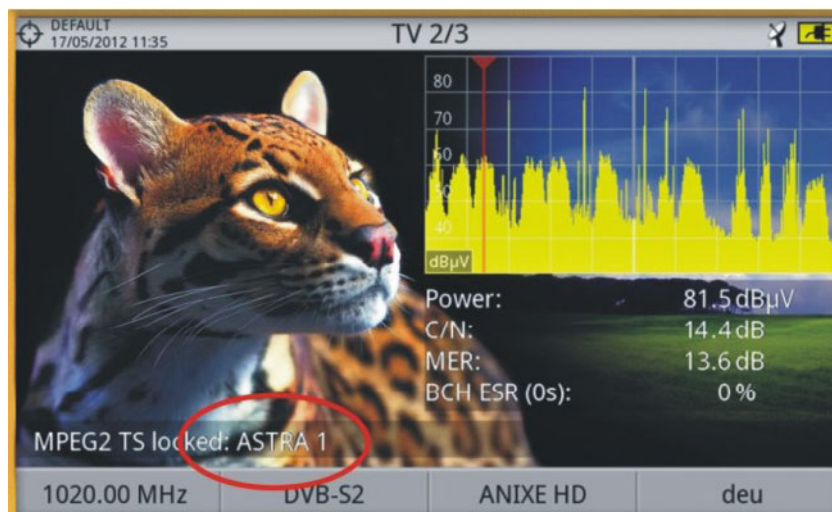 DEFAULT
17/05/2012 11:35
TV 2/3
80
70
60
50
40
dBµV
Power: 81.5 dBµV
C/N: 14.4 dB
MER: 13.6 dB
BCH ESR (0s): 0 %
MPEG2 TS locked: ASTRA 1
1020.00 MHz DVB-S2 ANIXE HD deu